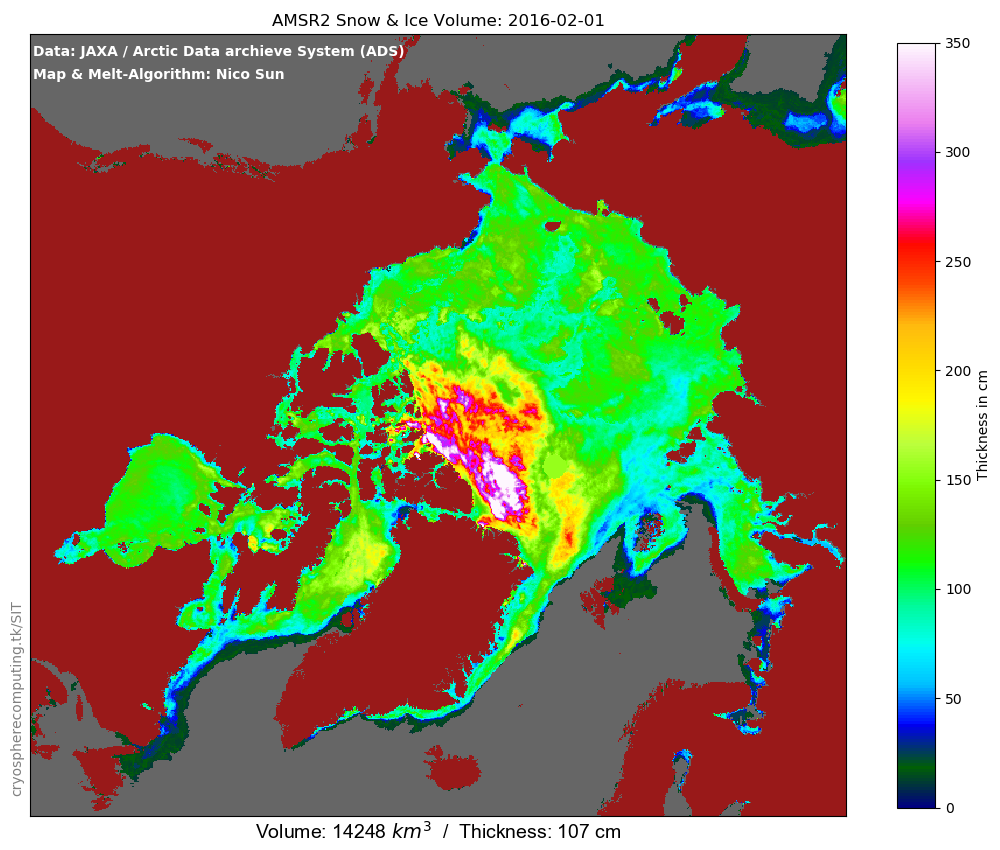 AMSR2 Snow & Ice Volume: 2016-02-01
Data: JAXA / Arctic Data archieve System (ADS)
Map & Melt-Algorithm: Nico Sun
350
300
250
200
150
100
50
0
Thickness in cm
cryospherecomputing.tk/SIT
Volume: 14248 km³ / Thickness: 107 cm